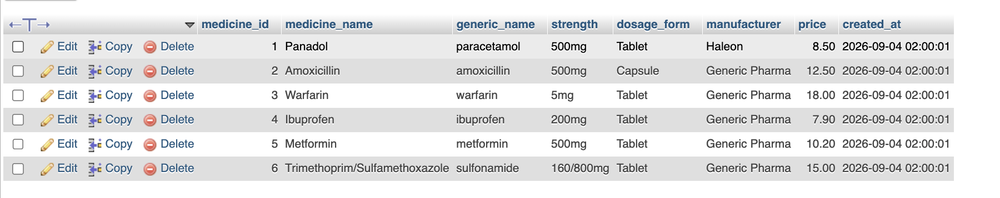 medicine_id medicine_name generic_name strength dosage_form manufacturer price created_at
Edit Copy Delete 1 Panadol paracetamol 500mg Tablet Haleon 8.50 2026-09-04 02:00:01
Edit Copy Delete 2 Amoxicillin amoxicillin 500mg Capsule Generic Pharma 12.50 2026-09-04 02:00:01
Edit Copy Delete 3 Warfarin warfarin 5mg Tablet Generic Pharma 18.00 2026-09-04 02:00:01
Edit Copy Delete 4 Ibuprofen ibuprofen 200mg Tablet Generic Pharma 7.90 2026-09-04 02:00:01
Edit Copy Delete 5 Metformin metformin 500mg Tablet Generic Pharma 10.20 2026-09-04 02:00:01
Edit Copy Delete 6 Trimethoprim/Sulfamethoxazole sulfonamide 160/800mg Tablet Generic Pharma 15.00 2026-09-04 02:00:01